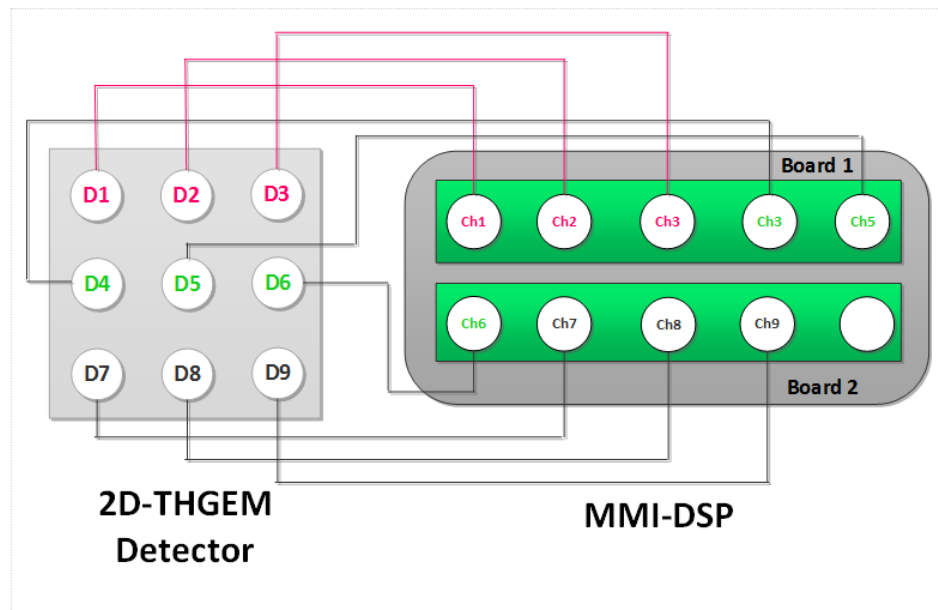 Board 1
D1 D2 D3
Ch1 Ch2 Ch3 Ch3 Ch5
D4 D5 D6
Ch6 Ch7 Ch8 Ch9
D7 D8 D9
Board 2
2D-THGEM
Detector
MMI-DSP